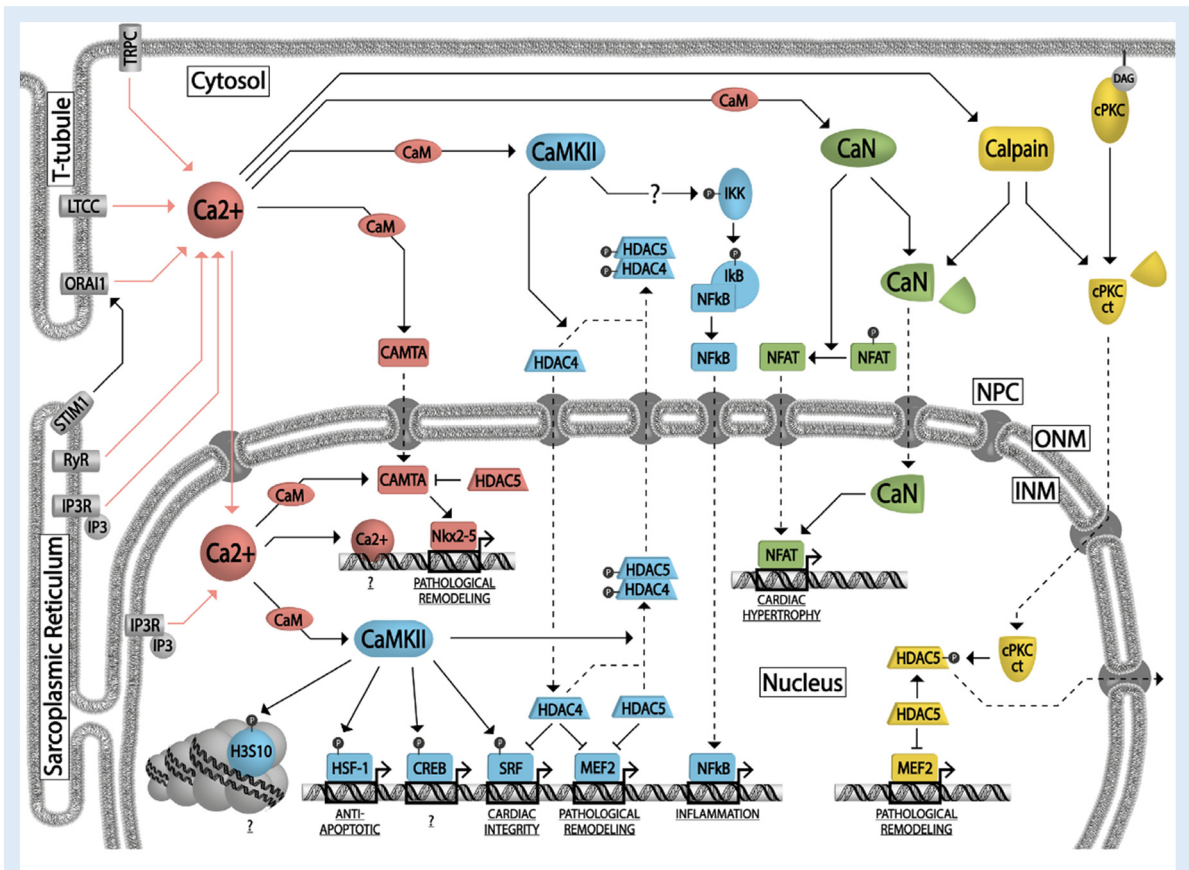 TRPC
Cytosol
DAG
cPKC
T-tubule
CaM
CaN
Calpain
CaM
CaMKII
LTCC
Ca2+
CaM
?
P
IKK
P
HDAC5
P
HDAC4
P
IkB
NFkB
ORAI1
CaN
cPKC
ct
CAMTA
HDAC4
NFkB
NFAT
P
NFAT
STIM1
NPC
ONM
INM
RyR
IP3R
IP3
CaM
CAMTA
HDAC5
CaN
Ca2+
Ca2+
Nkx2-5
?
PATHOLOGICAL
REMODELING
NFAT
CARDIAC
HYPERTROPHY
P
HDAC5
P
HDAC4
IP3R
IP3
CaM
CaMKII
Sarcoplasmic Reticulum
Nucleus
HDAC5
P
cPKC
ct
HDAC4
HDAC5
HDAC5
P
H3S10
?
P
HSF-1
ANTI-
APOPTOTIC
P
CREB
?
P
SRF
CARDIAC
INTEGRITY
MEF2
PATHOLOGICAL
REMODELING
NFkB
INFLAMMATION
MEF2
PATHOLOGICAL
REMODELING